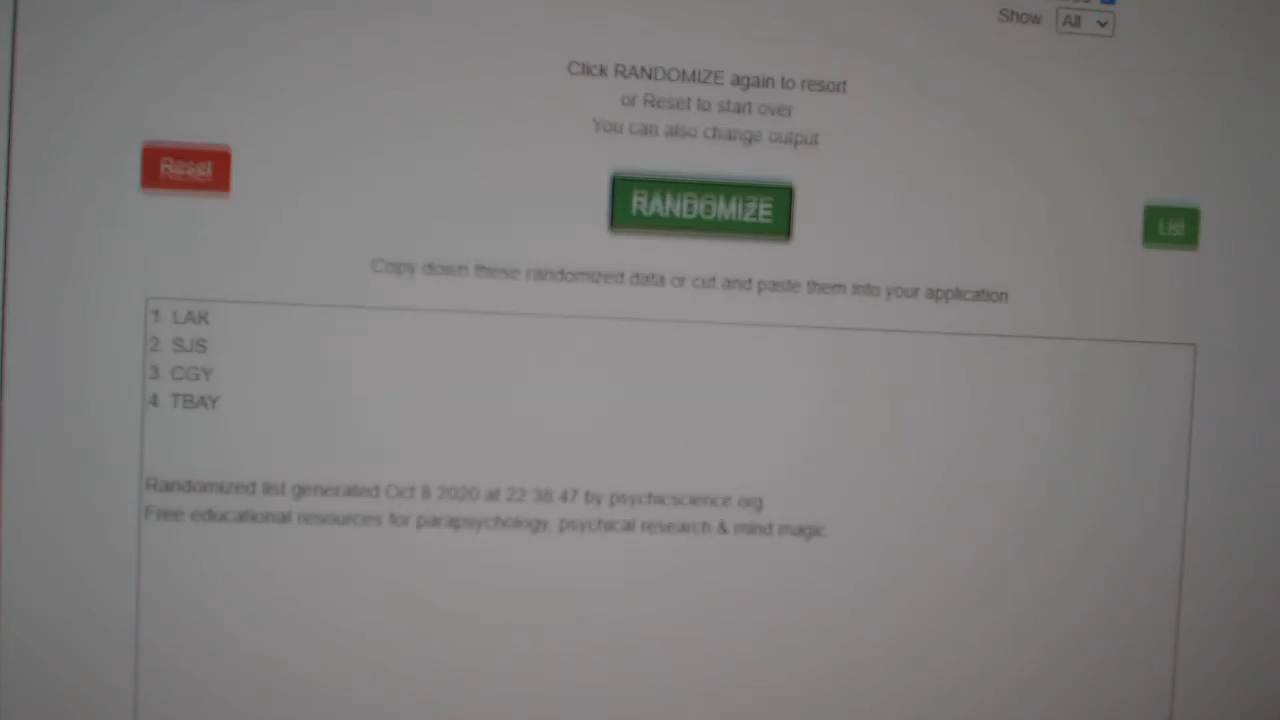 Show All
Click RANDOMIZE again to resort
or Reset to start over
You can also change output
Reset
RANDOMIZE
List
Copy down these randomized data or cut and paste them into your application
1. LAK
2. SJS
3. CGY
4. TBAY
Randomized list generated Oct 8 2020 at 22:38:47 by psychicscience.org
Free educational resources for parapsychology, psychical research & mind magic.